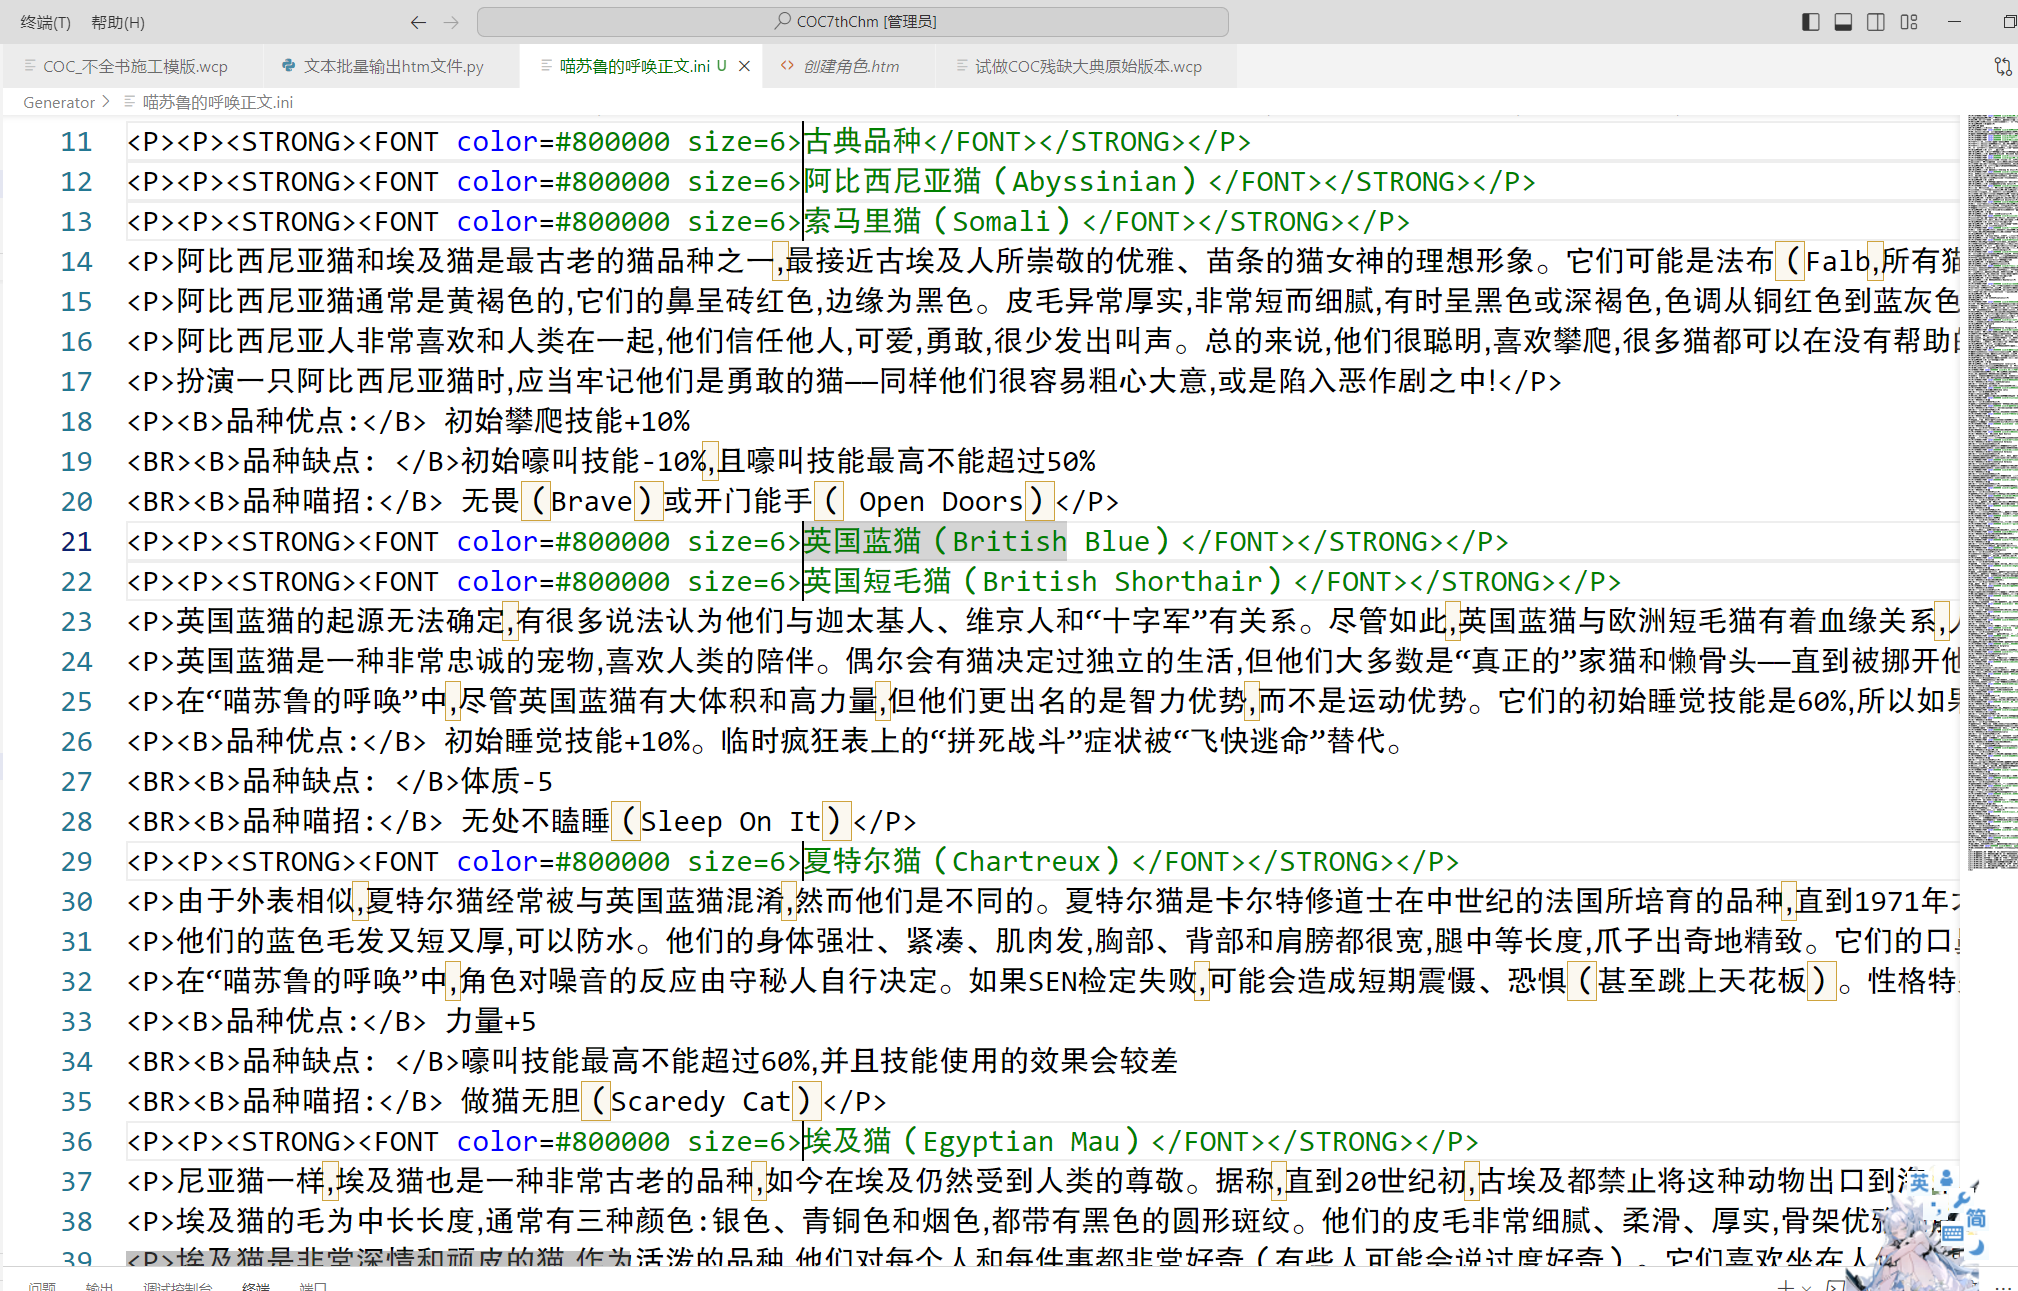 终端(T) 帮助(H) COC7thChm [管理员]
COC_不全书施工模版.wcp 文本批量输出htm文件.py 喵苏鲁的呼唤正文.ini U 创建角色.htm 试做COC残缺大典原始版本.wcp
Generator > 喵苏鲁的呼唤正文.ini
11 <P><P><STRONG><FONT color=#800000 size=6>古典品种</FONT></STRONG></P>
12 <P><P><STRONG><FONT color=#800000 size=6>阿比西尼亚猫（Abyssinian）</FONT></STRONG></P>
13 <P><P><STRONG><FONT color=#800000 size=6>索马里猫（Somali）</FONT></STRONG></P>
14 <P>阿比西尼亚猫和埃及猫是最古老的猫品种之一,最接近古埃及人所崇敬的优雅、苗条的猫女神的理想形象。它们可能是法布（Falb,所有猫
15 <P>阿比西尼亚猫通常是黄褐色的,它们的鼻呈砖红色,边缘为黑色。皮毛异常厚实,非常短而细腻,有时呈黑色或深褐色,色调从铜红色到蓝灰色
16 <P>阿比西尼亚人非常喜欢和人类在一起,他们信任他人,可爱,勇敢,很少发出叫声。总的来说,他们很聪明,喜欢攀爬,很多猫都可以在没有帮助
17 <P>扮演一只阿比西尼亚猫时,应当牢记他们是勇敢的猫——同样他们很容易粗心大意,或是陷入恶作剧之中!</P>
18 <P><B>品种优点:</B> 初始攀爬技能+10%
19 <BR><B>品种缺点: </B>初始嚎叫技能-10%,且嚎叫技能最高不能超过50%
20 <BR><B>品种喵招:</B> 无畏（Brave）或开门能手（ Open Doors）</P>
21 <P><P><STRONG><FONT color=#800000 size=6>英国蓝猫（British Blue）</FONT></STRONG></P>
22 <P><P><STRONG><FONT color=#800000 size=6>英国短毛猫（British Shorthair）</FONT></STRONG></P>
23 <P>英国蓝猫的起源无法确定,有很多说法认为他们与迦太基人、维京人和“十字军”有关系。尽管如此,英国蓝猫与欧洲短毛猫有着血缘关系,
24 <P>英国蓝猫是一种非常忠诚的宠物,喜欢人类的陪伴。偶尔会有猫决定过独立的生活,但他们大多数是“真正的”家猫和懒骨头——直到被挪开他
25 <P>在“喵苏鲁的呼唤”中,尽管英国蓝猫有大体积和高力量,但他们更出名的是智力优势,而不是运动优势。它们的初始睡觉技能是60%,所以如果
26 <P><B>品种优点:</B> 初始睡觉技能+10%。临时疯狂表上的“拼死战斗”症状被“飞快逃命”替代。
27 <BR><B>品种缺点: </B>体质-5
28 <BR><B>品种喵招:</B> 无处不瞌睡（Sleep On It）</P>
29 <P><P><STRONG><FONT color=#800000 size=6>夏特尔猫（Chartreux）</FONT></STRONG></P>
30 <P>由于外表相似,夏特尔猫经常被与英国蓝猫混淆,然而他们是不同的。夏特尔猫是卡尔特修道士在中世纪的法国所培育的品种,直到1971年
31 <P>他们的蓝色毛发又短又厚,可以防水。他们的身体强壮、紧凑、肌肉发,胸部、背部和肩膀都很宽,腿中等长度,爪子出奇地精致。它们的口
32 <P>在“喵苏鲁的呼唤”中,角色对噪音的反应由守秘人自行决定。如果SEN检定失败,可能会造成短期震慑、恐惧（甚至跳上天花板）。性格特
33 <P><B>品种优点:</B> 力量+5
34 <BR><B>品种缺点: </B>嚎叫技能最高不能超过60%,并且技能使用的效果会较差
35 <BR><B>品种喵招:</B> 做猫无胆（Scaredy Cat）</P>
36 <P><P><STRONG><FONT color=#800000 size=6>埃及猫（Egyptian Mau）</FONT></STRONG></P>
37 <P>尼亚猫一样,埃及猫也是一种非常古老的品种,如今在埃及仍然受到人类的尊敬。据称,直到20世纪初,古埃及都禁止将这种动物出口到
38 <P>埃及猫的毛为中长长度,通常有三种颜色:银色、青铜色和烟色,都带有黑色的圆形斑纹。他们的皮毛非常细腻、柔滑、厚实,骨架优雅
39 <P>埃及猫是非常深情和顽皮的猫,作为活泼的品种,他们对每个人和每件事都非常好奇（有些人可能会说过度好奇）。它们喜欢坐在人
英
简
问题 输出 调试控制台 终端 端口